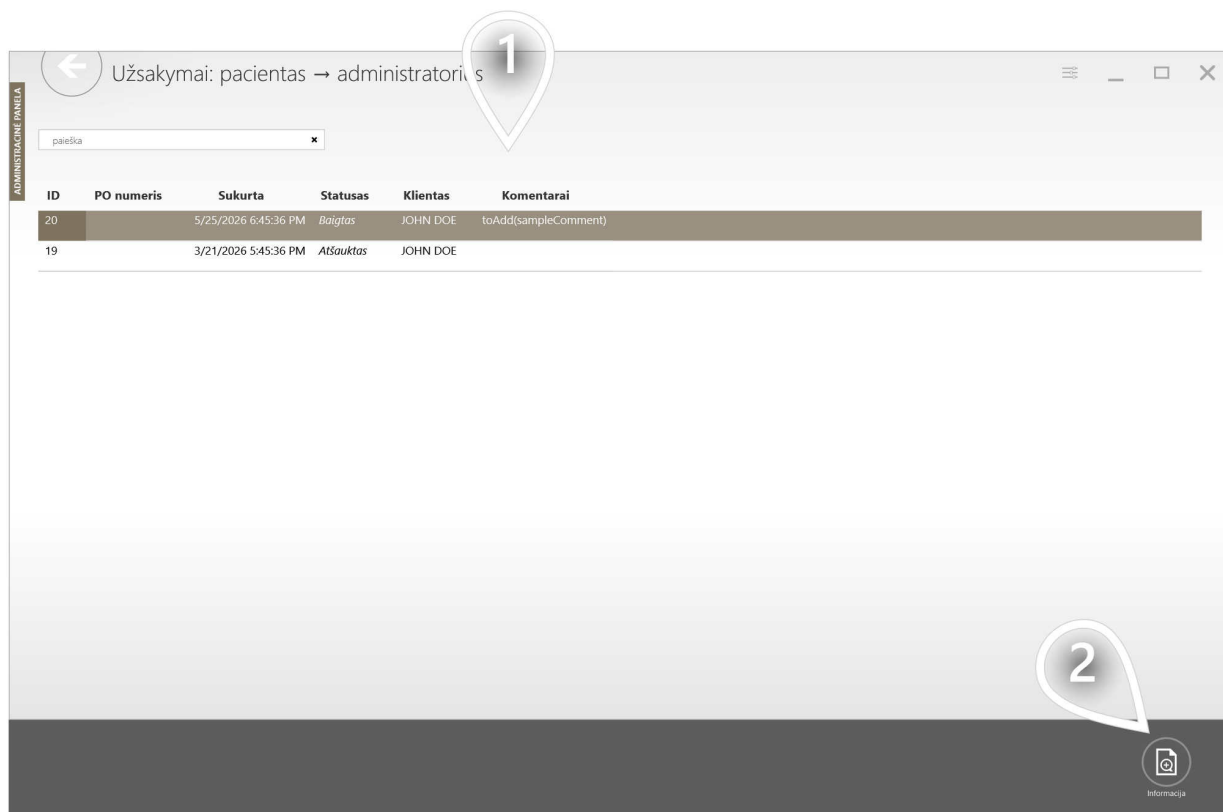 1
Užsakymai: pacientas → administratorius
ADMINISTRACINĖ PANELA
paieška
ID PO numeris Sukurta Statusas Klientas Komentarai
20 5/25/2026 6:45:36 PM Baigtas JOHN DOE toAdd(sampleComment)
19 3/21/2026 5:45:36 PM Atšauktas JOHN DOE
2
Informacija